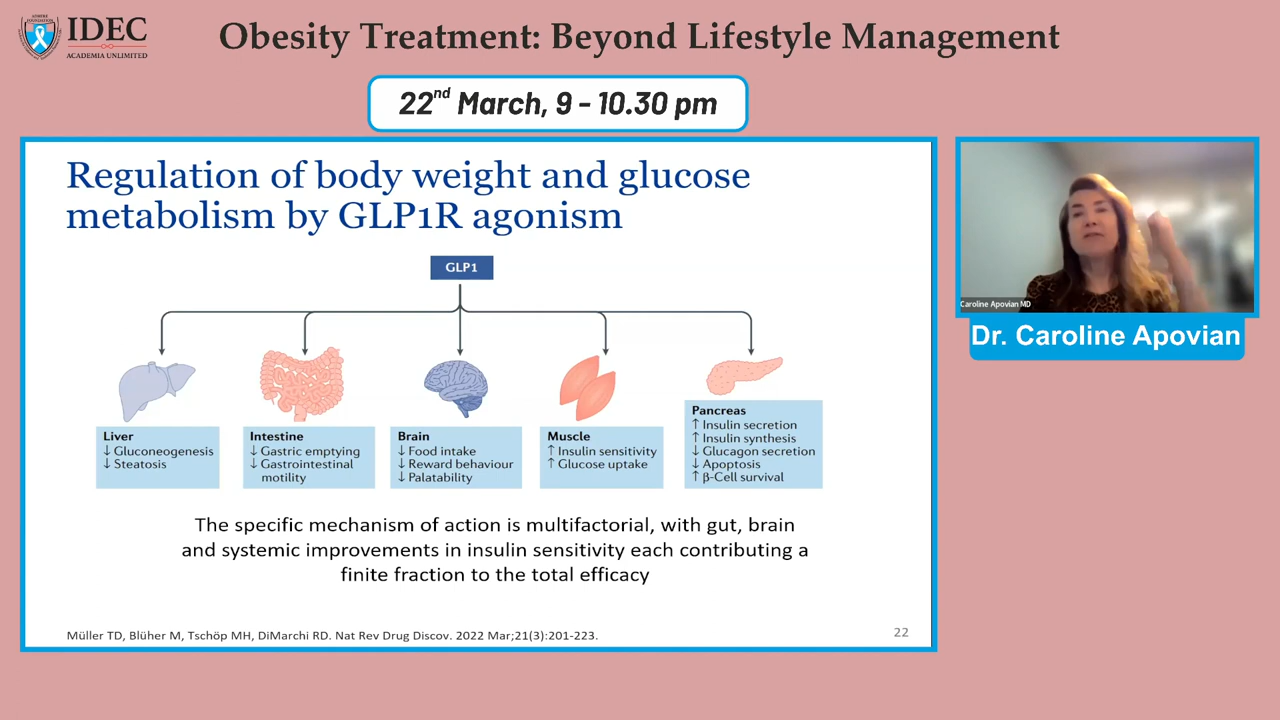 IDEC
ACADEMIA UNLIMITED
Obesity Treatment: Beyond Lifestyle Management
22nd March, 9 - 10.30 pm
Regulation of body weight and glucose
metabolism by GLP1R agonism
GLP1
Liver
↓ Gluconeogenesis
↓ Steatosis
Intestine
↓ Gastric emptying
↓ Gastrointestinal
motility
Brain
↓ Food intake
↓ Reward behaviour
↓ Palatability
Muscle
↑ Insulin sensitivity
↑ Glucose uptake
Pancreas
↑ Insulin secretion
↑ Insulin synthesis
↓ Glucagon secretion
↓ Apoptosis
↑ β-Cell survival
The specific mechanism of action is multifactorial, with gut, brain
and systemic improvements in insulin sensitivity each contributing a
finite fraction to the total efficacy
Müller TD, Blüher M, Tschöp MH, DiMarchi RD. Nat Rev Drug Discov. 2022 Mar;21(3):201-223.
22
Caroline Apovian MD
Dr. Caroline Apovian